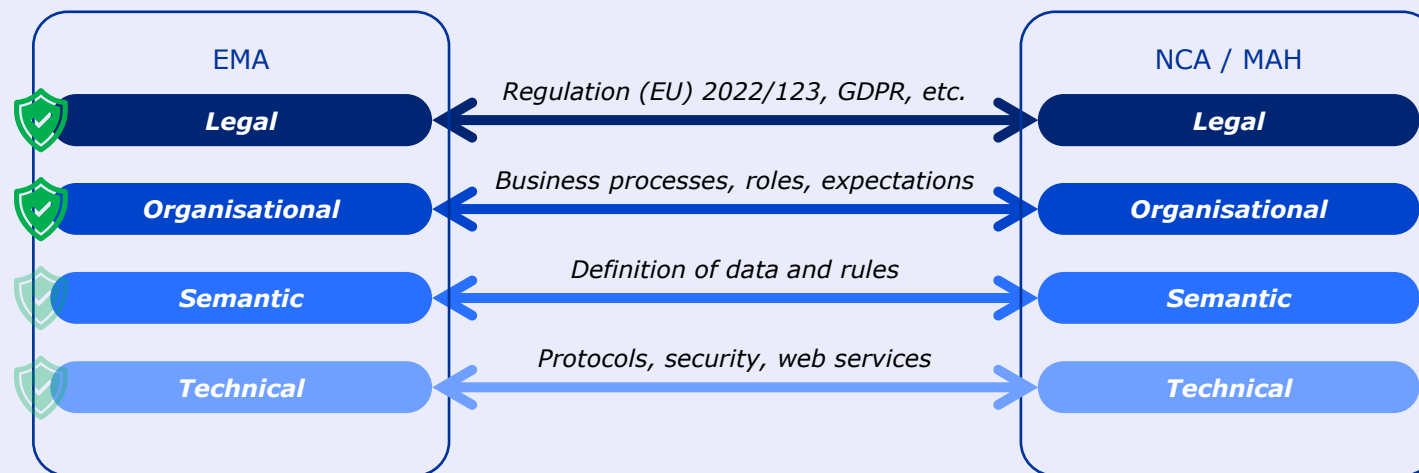 EMA
NCA / MAH
Regulation (EU) 2022/123, GDPR, etc.
Legal
Legal
Business processes, roles, expectations
Organisational
Organisational
Definition of data and rules
Semantic
Semantic
Protocols, security, web services
Technical
Technical